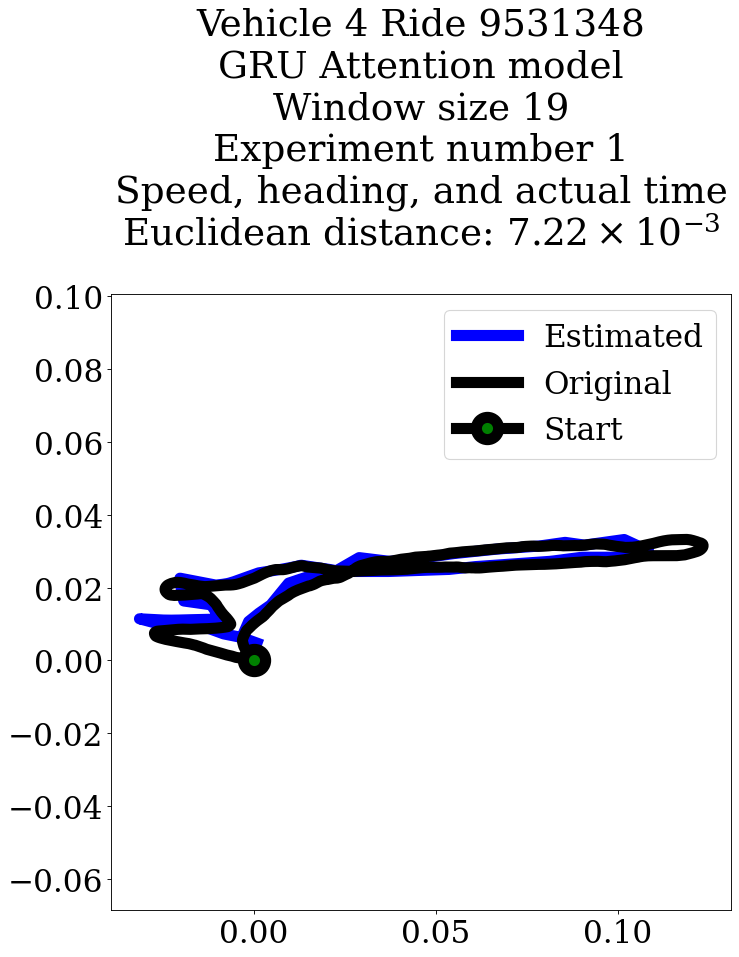 Vehicle 4 Ride 9531348
GRU Attention model
Window size 19
Experiment number 1
Speed, heading, and actual time
Euclidean distance: 7.22 × 10⁻³
Estimated
Original
Start
0.10
0.08
0.06
0.04
0.02
0.00
−0.02
−0.04
−0.06
0.00 0.05 0.10